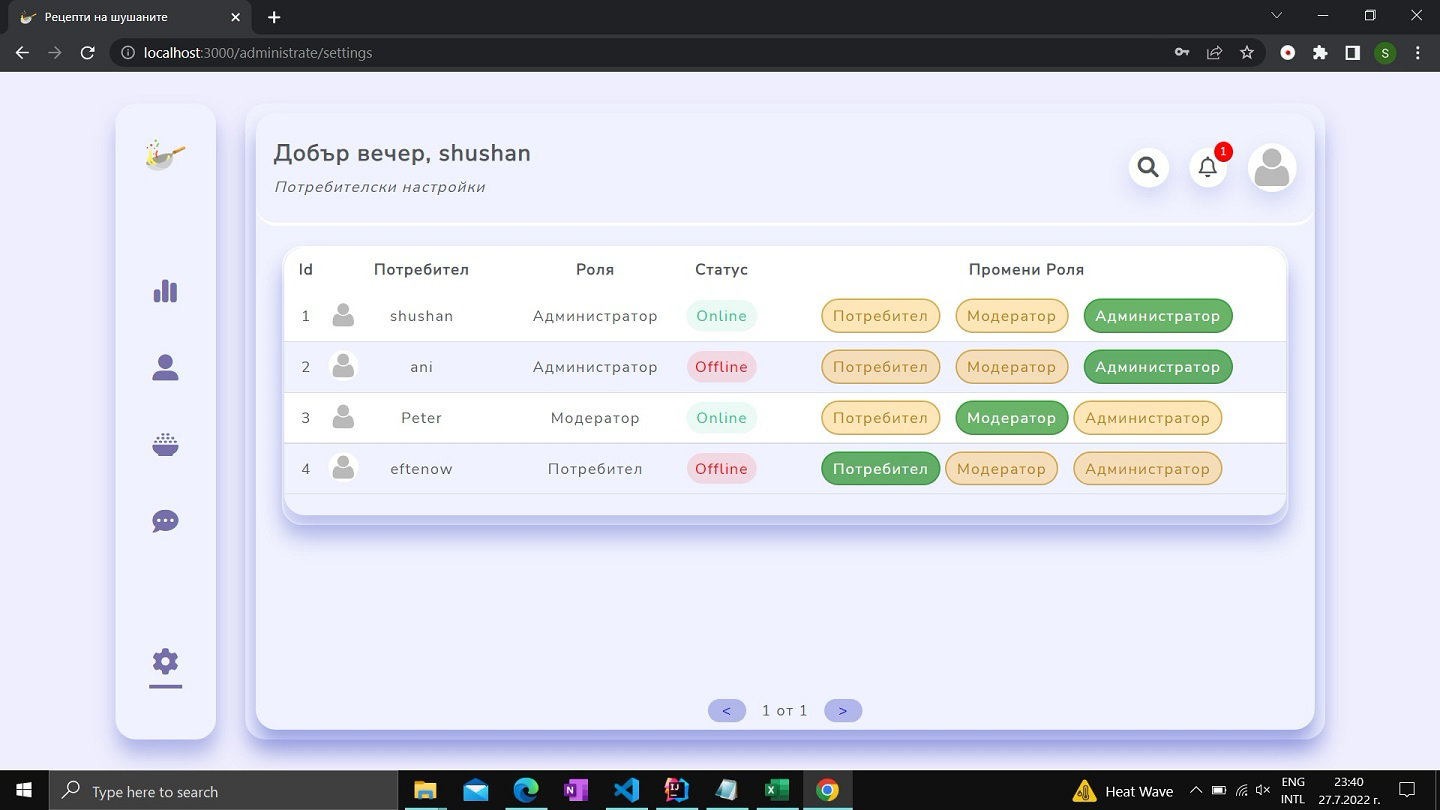 Рецепти на шушаните
localhost:3000/administrate/settings
S
Добър вечер, shushan
Потребителски настройки
1
Id Потребител Роля Статус Промени Роля
1 shushan Администратор Online Потребител Модератор Администратор
2 ani Администратор Offline Потребител Модератор Администратор
3 Peter Модератор Online Потребител Модератор Администратор
4 eftenow Потребител Offline Потребител Модератор Администратор
< 1 от 1 >
Type here to search
Heat Wave
ENG
INTL
23:40
27.7.2022 г.